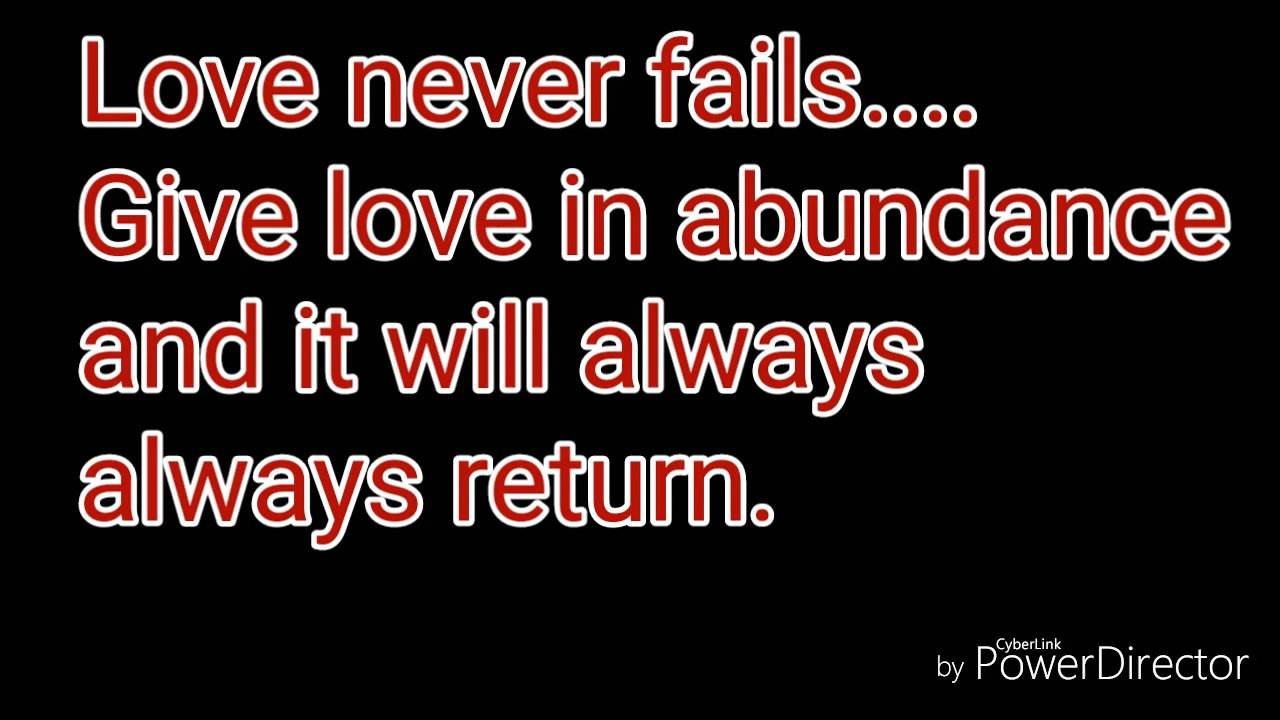 Love never fails....
Give love in abundance
and it will always
always return.
by CyberLink PowerDirector